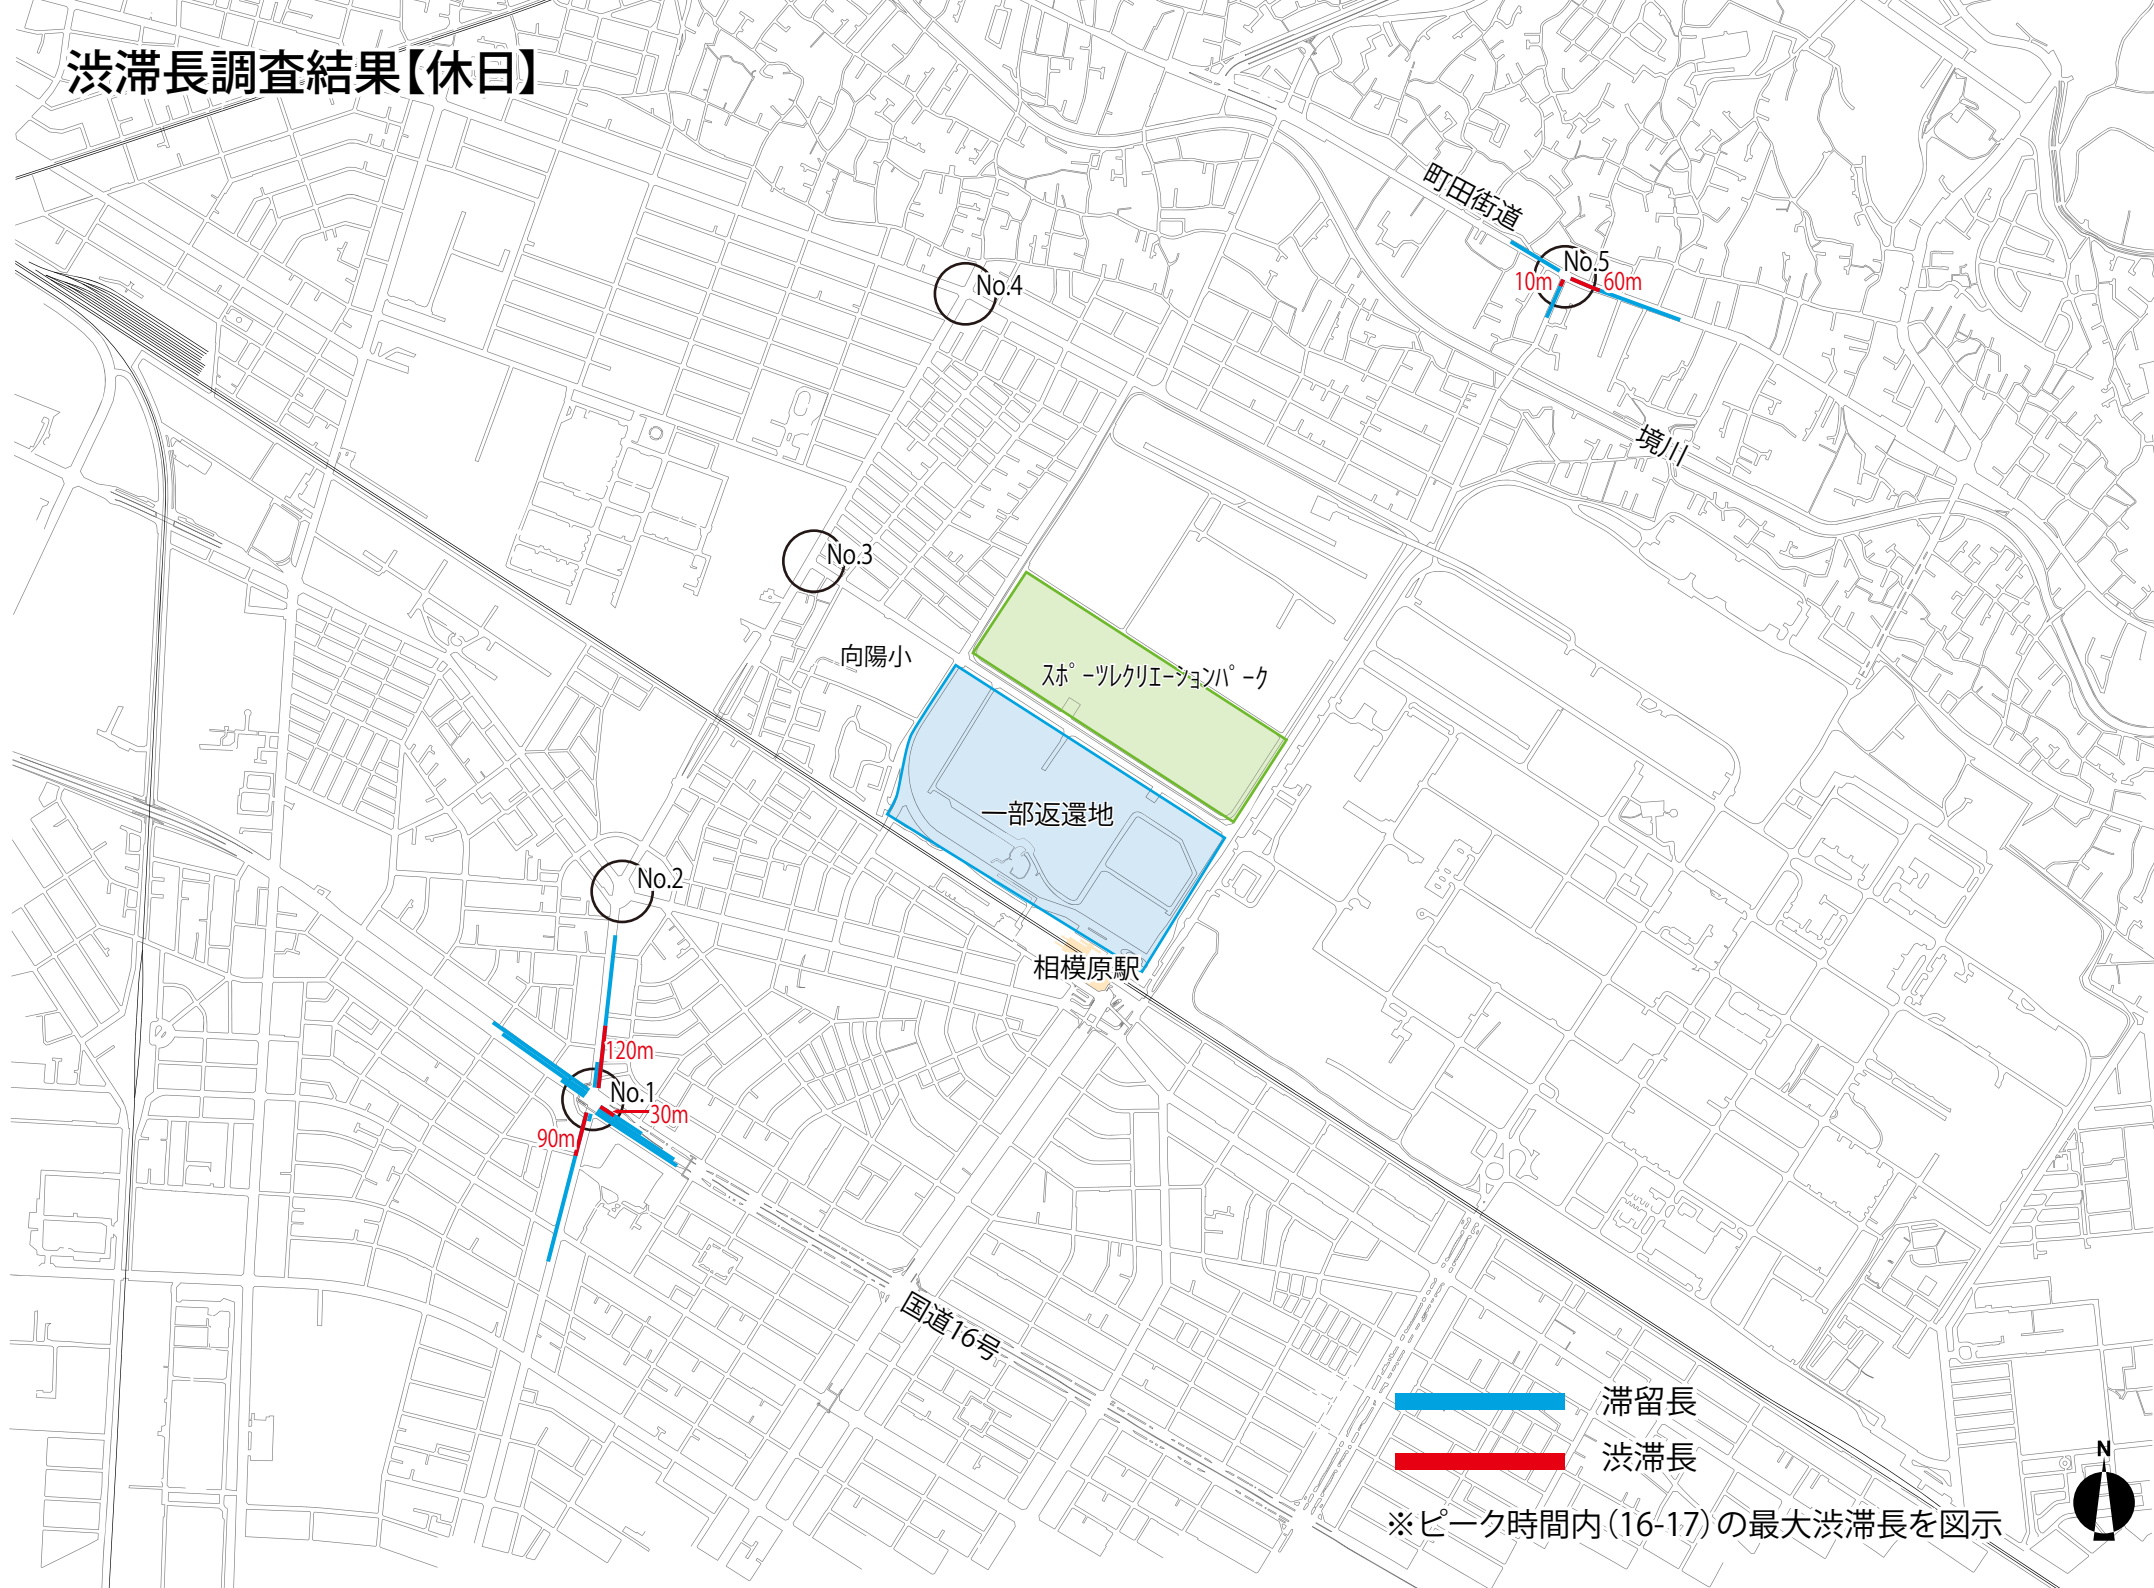 渋滞長調査結果【休日】
町田街道
No.5
10m
60m
No.4
境川
No.3
向陽小
ｽﾎﾟｰﾂﾚｸﾘｴｰｼｮﾝﾊﾟｰｸ
一部返還地
No.2
相模原駅
120m
No.1
30m
90m
国道16号
滞留長
渋滞長
N
※ピーク時間内（16-17）の最大渋滞長を図示